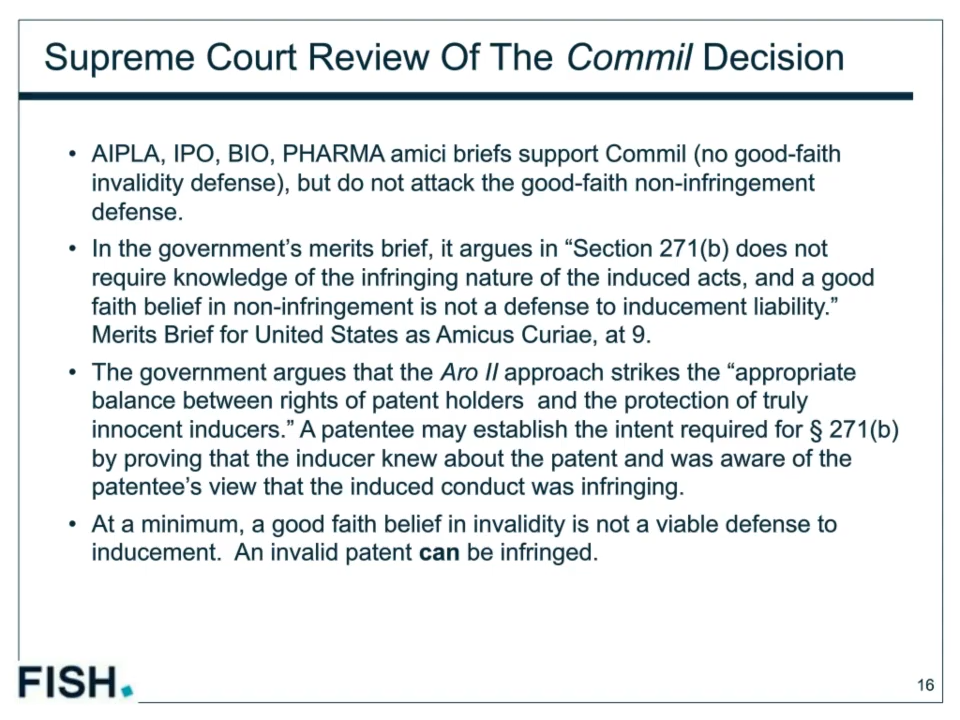 Supreme Court Review Of The Commil Decision
• AIPLA, IPO, BIO, PHARMA amici briefs support Commil (no good-faith
invalidity defense), but do not attack the good-faith non-infringement
defense.
• In the government’s merits brief, it argues in “Section 271(b) does not
require knowledge of the infringing nature of the induced acts, and a good
faith belief in non-infringement is not a defense to inducement liability.”
Merits Brief for United States as Amicus Curiae, at 9.
• The government argues that the Aro II approach strikes the “appropriate
balance between rights of patent holders  and the protection of truly
innocent inducers.” A patentee may establish the intent required for § 271(b)
by proving that the inducer knew about the patent and was aware of the
patentee’s view that the induced conduct was infringing.
• At a minimum, a good faith belief in invalidity is not a viable defense to
inducement.  An invalid patent can be infringed.
FISH.
16